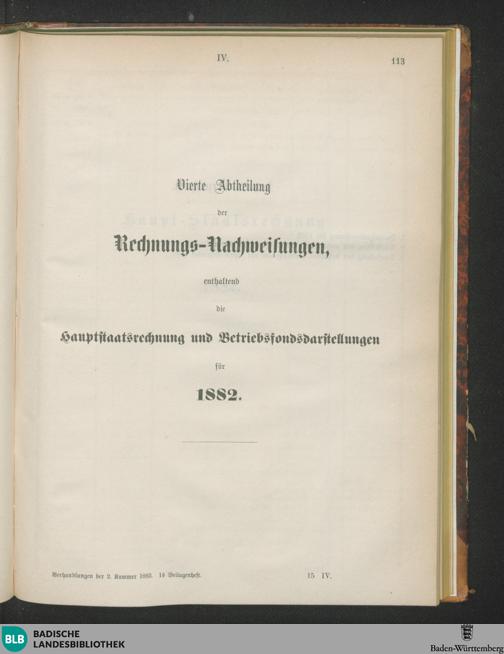 IV.
113
Vierte Abtheilung
der
Rechnungs-Nachweisungen,
enthaltend
die
Hauptstaatsrechnung und Betriebsfondsdarstellungen
für
1882.
Verhandlungen der 2. Kammer 1883. 10 Beilagenheft.
15 IV.
BLB
BADISCHE
LANDESBIBLIOTHEK
Baden-Württemberg